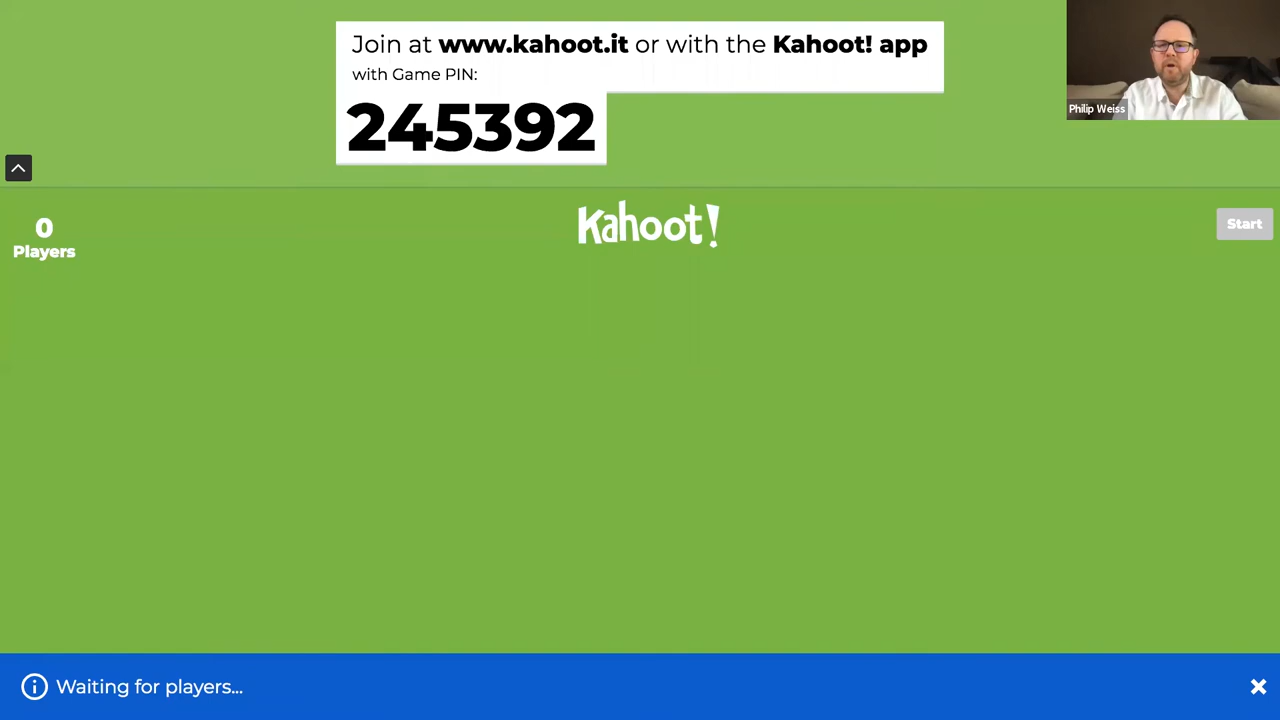 Join at www.kahoot.it or with the Kahoot! app
with Game PIN:
245392
Philip Weiss
0
Players
Kahoot!
Start
Waiting for players...